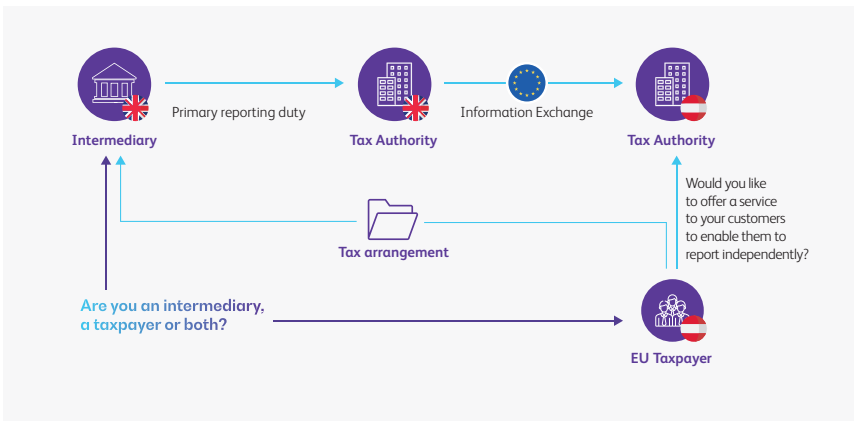 Primary reporting duty
Information Exchange
Intermediary
Tax Authority
Tax Authority
Would you like
to offer a service
to your customers
to enable them to
report independently?
Tax arrangement
Are you an intermediary,
a taxpayer or both?
EU Taxpayer